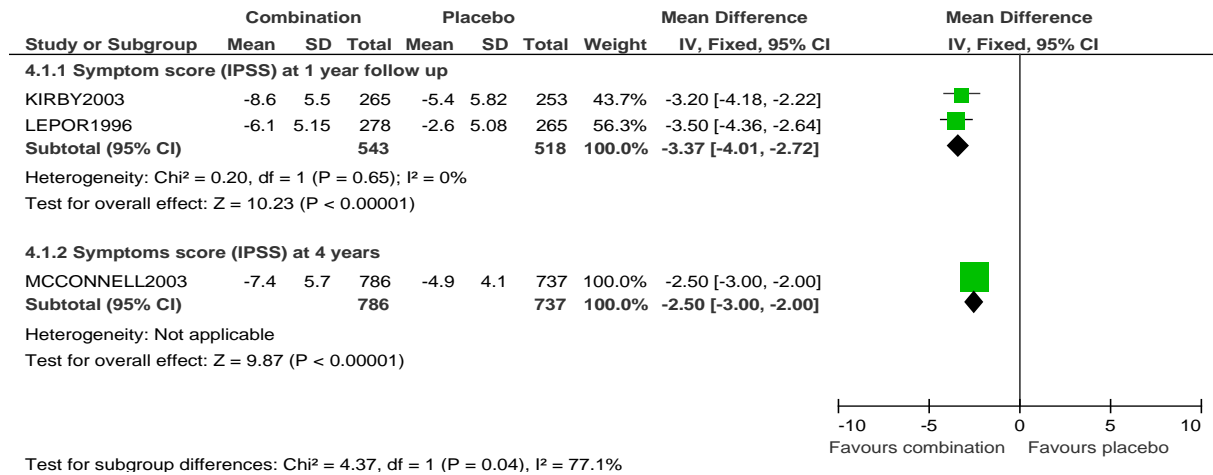 Combination Placebo Mean Difference Mean Difference
Study or Subgroup Mean SD Total Mean SD Total Weight IV, Fixed, 95% CI IV, Fixed, 95% CI
4.1.1 Symptom score (IPSS) at 1 year follow up
KIRBY2003 -8.6 5.5 265 -5.4 5.82 253 43.7% -3.20 [-4.18, -2.22]
LEPOR1996 -6.1 5.15 278 -2.6 5.08 265 56.3% -3.50 [-4.36, -2.64]
Subtotal (95% CI) 543 518 100.0% -3.37 [-4.01, -2.72]
Heterogeneity: Chi² = 0.20, df = 1 (P = 0.65); I² = 0%
Test for overall effect: Z = 10.23 (P < 0.00001)
4.1.2 Symptoms score (IPSS) at 4 years
MCCONNELL2003 -7.4 5.7 786 -4.9 4.1 737 100.0% -2.50 [-3.00, -2.00]
Subtotal (95% CI) 786 737 100.0% -2.50 [-3.00, -2.00]
Heterogeneity: Not applicable
Test for overall effect: Z = 9.87 (P < 0.00001)
-10 -5 0 5 10
Favours combination Favours placebo
Test for subgroup differences: Chi² = 4.37, df = 1 (P = 0.04), I² = 77.1%